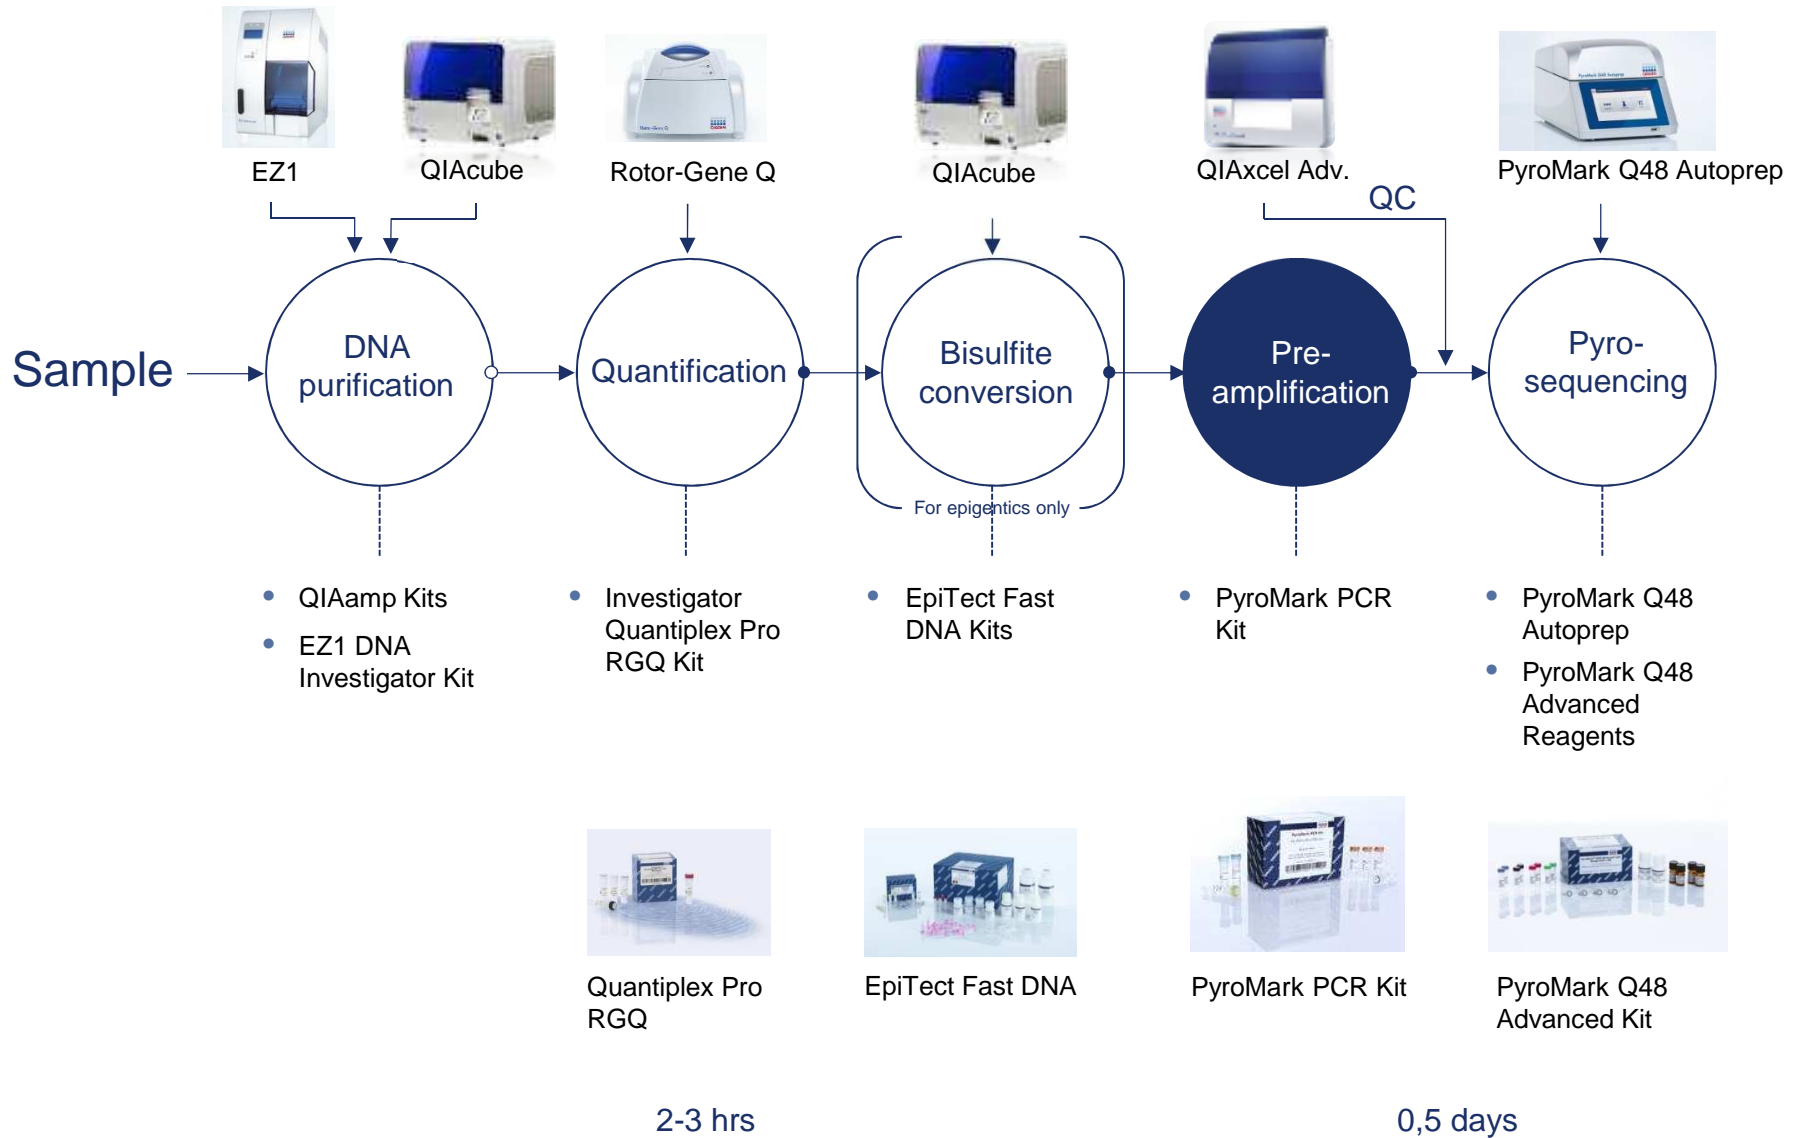 EZ1
QIAcube
Rotor-Gene Q
QIAcube
QIAxcel Adv.
PyroMark Q48 Autoprep
QC
Sample
DNA
purification
Quantification
Bisulfite
conversion
Pre-
amplification
Pyro-
sequencing
For epigentics only
QIAamp Kits
EZ1 DNA
Investigator Kit
Investigator
Quantiplex Pro
RGQ Kit
EpiTect Fast
DNA Kits
PyroMark PCR
Kit
PyroMark Q48
Autoprep
PyroMark Q48
Advanced
Reagents
Quantiplex Pro
RGQ
EpiTect Fast DNA
PyroMark PCR Kit
PyroMark Q48
Advanced Kit
2-3 hrs
0,5 days